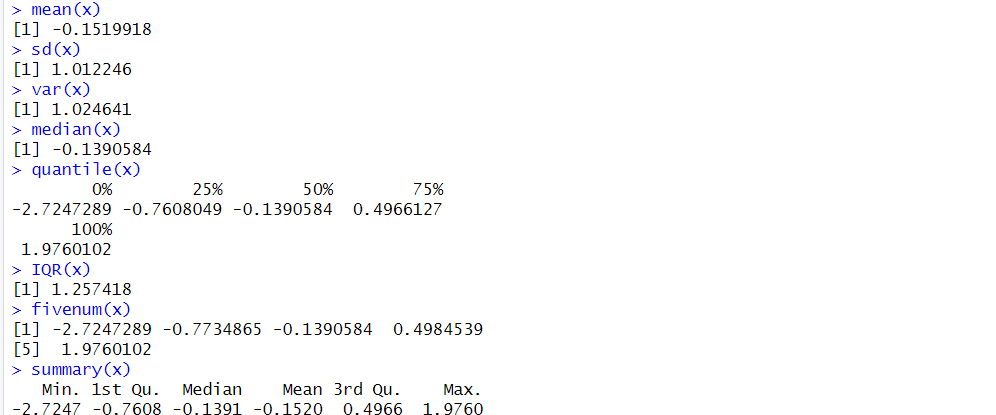 > mean(x)
[1] -0.1519918
> sd(x)
[1] 1.012246
> var(x)
[1] 1.024641
> median(x)
[1] -0.1390584
> quantile(x)
        0%        25%        50%        75%
-2.7247289 -0.7608049 -0.1390584  0.4966127
      100%
 1.9760102
> IQR(x)
[1] 1.257418
> fivenum(x)
[1] -2.7247289 -0.7734865 -0.1390584  0.4984539
[5]  1.9760102
> summary(x)
   Min. 1st Qu.  Median    Mean 3rd Qu.    Max.
-2.7247 -0.7608 -0.1391 -0.1520  0.4966  1.9760